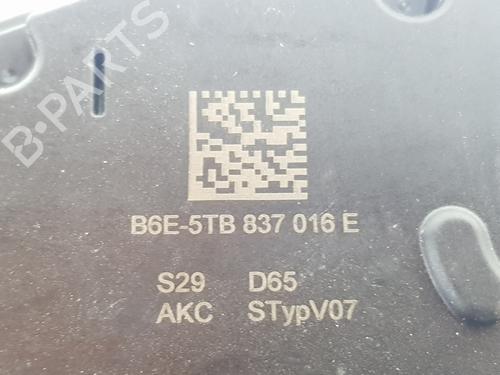 B-PARTS
B6E-5TB 837 016 E
S29 D65
AKC STypV07